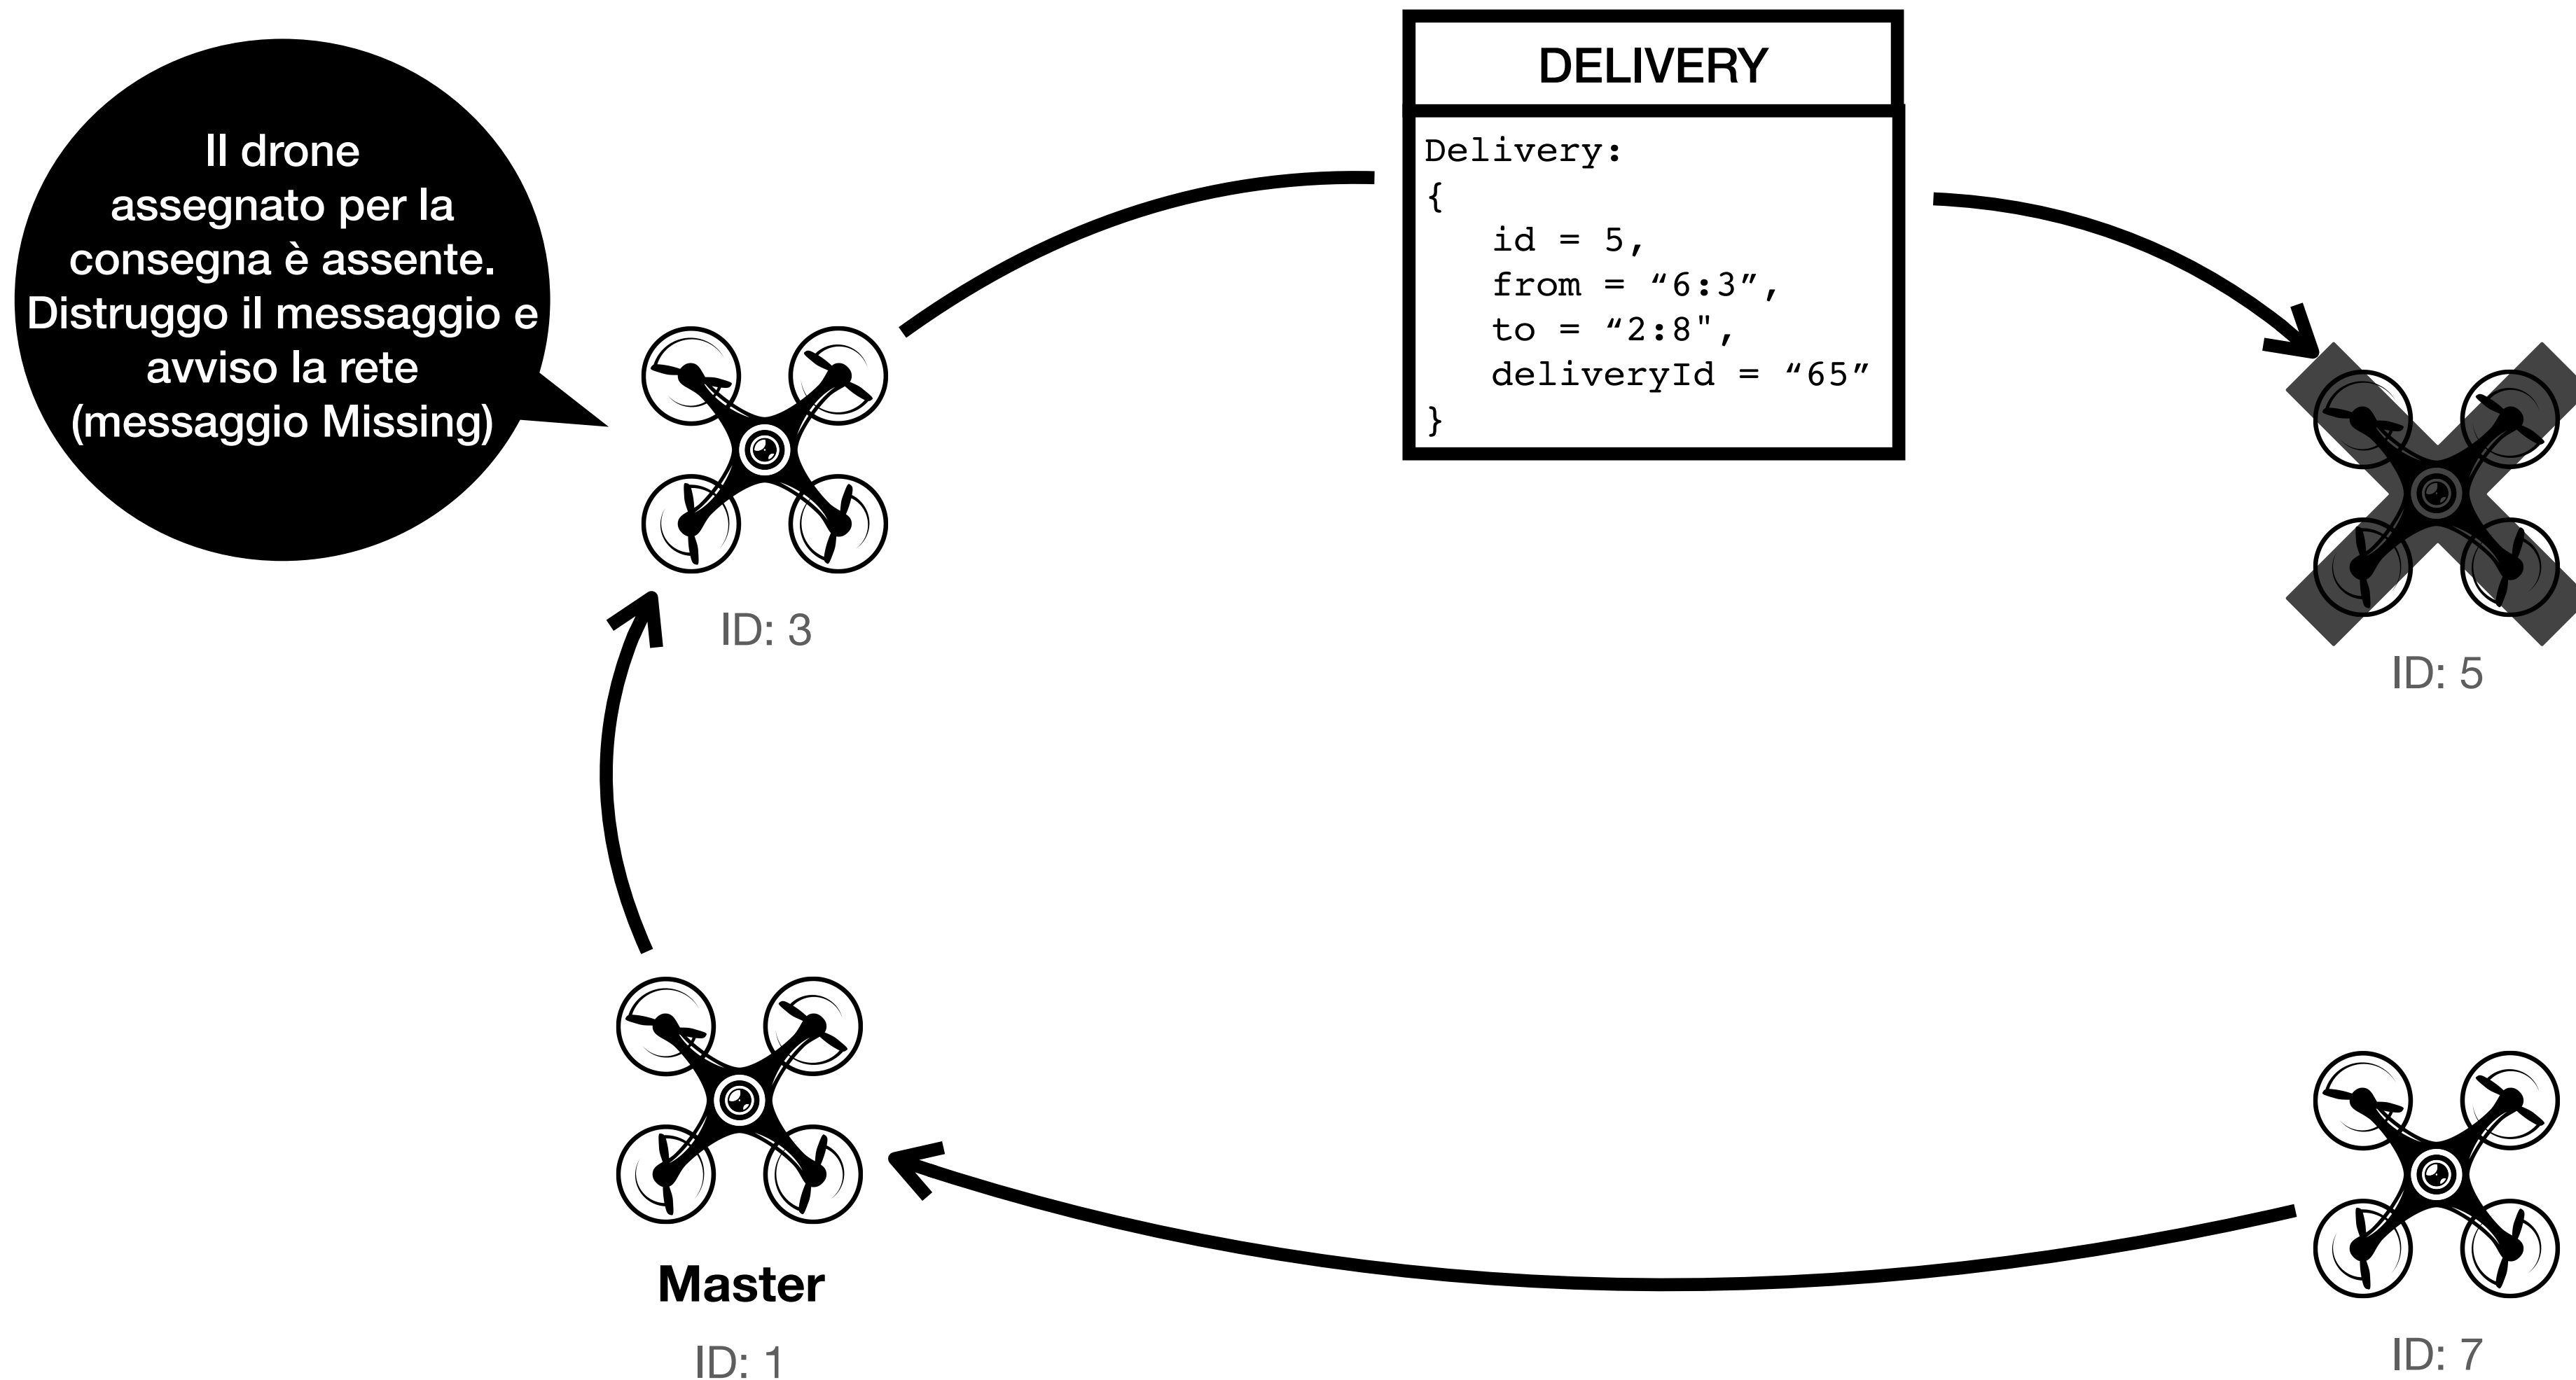 Il drone
assegnato per la
consegna è assente.
Distruggo il messaggio e
avviso la rete
(messaggio Missing)
DELIVERY
Delivery:
{
id = 5,
from = “6:3”,
to = “2:8",
deliveryId = “65”
}
ID: 3
ID: 5
Master
ID: 1
ID: 7